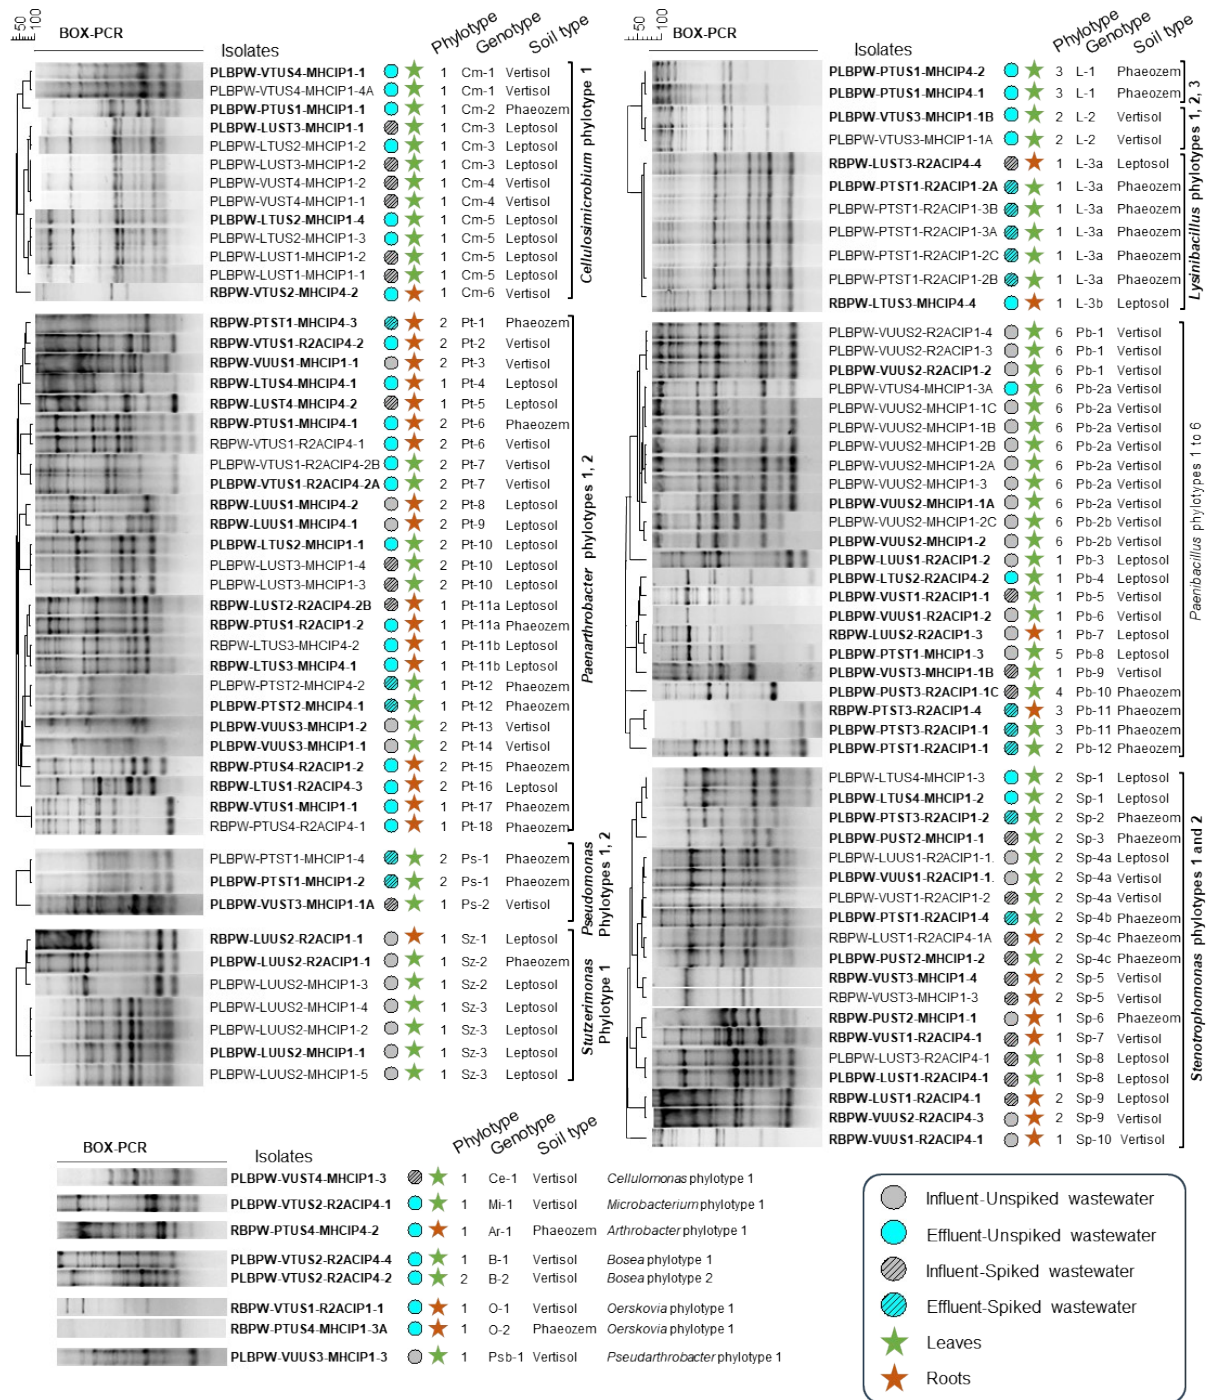 50
100
BOX-PCR
Isolates
Phylotype
Genotype
Soil type
PLBPW-VTUS4-MHCIP1-1 1 Cm-1 Vertisol
PLBPW-VTUS4-MHCIP1-4A 1 Cm-1 Vertisol
PLBPW-PTUS1-MHCIP1-1 1 Cm-2 Phaeozem
PLBPW-LUST3-MHCIP1-1 1 Cm-3 Leptosol
PLBPW-LTUS2-MHCIP1-2 1 Cm-3 Leptosol
PLBPW-LUST3-MHCIP1-2 1 Cm-3 Leptosol
PLBPW-VUST4-MHCIP1-2 1 Cm-4 Vertisol
PLBPW-VUST4-MHCIP1-1 1 Cm-4 Vertisol
PLBPW-LTUS2-MHCIP1-4 1 Cm-5 Leptosol
PLBPW-LTUS2-MHCIP1-3 1 Cm-5 Leptosol
PLBPW-LUST1-MHCIP1-2 1 Cm-5 Leptosol
PLBPW-LUST1-MHCIP1-1 1 Cm-5 Leptosol
RBPW-VTUS2-MHCIP4-2 1 Cm-6 Vertisol
Cellulosimicrobium phylotype 1
RBPW-PTST1-MHCIP4-3 2 Pt-1 Phaeozem
RBPW-VTUS1-R2ACIP4-2 2 Pt-2 Vertisol
RBPW-VUUS1-MHCIP1-1 2 Pt-3 Vertisol
RBPW-LTUS4-MHCIP4-1 2 Pt-4 Leptosol
RBPW-LUST4-MHCIP4-2 2 Pt-5 Leptosol
RBPW-PTUS1-MHCIP4-1 2 Pt-6 Phaeozem
RBPW-VTUS1-R2ACIP4-1 2 Pt-6 Vertisol
PLBPW-VTUS1-R2ACIP4-2B 2 Pt-7 Vertisol
PLBPW-VTUS1-R2ACIP4-2A 2 Pt-7 Vertisol
RBPW-LUUS1-MHCIP4-2 2 Pt-8 Leptosol
RBPW-LUUS1-MHCIP4-1 2 Pt-9 Leptosol
PLBPW-LTUS2-MHCIP1-1 2 Pt-10 Leptosol
PLBPW-LUST3-MHCIP1-4 2 Pt-10 Leptosol
PLBPW-LUST3-MHCIP1-3 2 Pt-10 Leptosol
RBPW-LUST2-R2ACIP4-2B 1 Pt-11a Leptosol
RBPW-PTUS1-R2ACIP1-2 1 Pt-11a Phaeozem
RBPW-LTUS3-MHCIP4-2 1 Pt-11b Leptosol
RBPW-LTUS3-MHCIP4-1 1 Pt-11b Leptosol
PLBPW-PTST2-MHCIP4-2 1 Pt-12 Phaeozem
PLBPW-PTST2-MHCIP4-1 1 Pt-12 Phaeozem
PLBPW-VUUS3-MHCIP1-2 2 Pt-13 Vertisol
PLBPW-VUUS3-MHCIP1-1 2 Pt-14 Vertisol
RBPW-PTUS4-R2ACIP1-2 2 Pt-15 Phaeozem
RBPW-LTUS1-R2ACIP4-3 2 Pt-16 Leptosol
RBPW-VTUS1-MHCIP1-1 2 Pt-17 Phaeozem
RBPW-PTUS4-R2ACIP4-1 2 Pt-18 Phaeozem
Paenarthrobacter phylotypes 1, 2
PLBPW-PTST1-MHCIP1-4 2 Ps-1 Phaeozem
PLBPW-PTST1-MHCIP1-2 2 Ps-1 Phaeozem
PLBPW-VUST3-MHCIP1-1A 1 Ps-2 Vertisol
Pseudomonas
Phylotypes 1, 2
RBPW-LUUS2-R2ACIP1-1 1 Sz-1 Leptosol
PLBPW-LUUS2-R2ACIP1-1 1 Sz-2 Phaeozem
PLBPW-LUUS2-MHCIP1-3 1 Sz-2 Leptosol
PLBPW-LUUS2-MHCIP1-4 1 Sz-3 Leptosol
PLBPW-LUUS2-MHCIP1-2 1 Sz-3 Leptosol
PLBPW-LUUS2-MHCIP1-1 1 Sz-3 Leptosol
PLBPW-LUUS2-MHCIP1-5 1 Sz-3 Leptosol
Stutzerimonas
Phylotype 1
50
100
BOX-PCR
Isolates
Phylotype
Genotype
Soil type
PLBPW-PTUS1-MHCIP4-2 3 L-1 Phaeozem
PLBPW-PTUS1-MHCIP4-1 3 L-1 Phaeozem
PLBPW-VTUS3-MHCIP1-1B 2 L-2 Vertisol
PLBPW-VTUS3-MHCIP1-1A 2 L-2 Vertisol
RBPW-LUST3-R2ACIP4-4 1 L-3a Leptosol
PLBPW-PTST1-R2ACIP1-2A 1 L-3a Phaeozem
PLBPW-PTST1-R2ACIP1-3B 1 L-3a Phaeozem
PLBPW-PTST1-R2ACIP1-3A 1 L-3a Phaeozem
PLBPW-PTST1-R2ACIP1-2C 1 L-3a Phaeozem
PLBPW-PTST1-R2ACIP1-2B 1 L-3a Phaeozem
RBPW-LTUS3-MHCIP4-4 1 L-3b Leptosol
Lysinibacillus phylotypes 1, 2, 3
PLBPW-VUUS2-R2ACIP1-4 6 Pb-1 Vertisol
PLBPW-VUUS2-R2ACIP1-3 6 Pb-1 Vertisol
PLBPW-VUUS2-R2ACIP1-2 6 Pb-1 Vertisol
PLBPW-VTUS4-MHCIP1-3A 6 Pb-2a Vertisol
PLBPW-VUUS2-MHCIP1-1C 6 Pb-2a Vertisol
PLBPW-VUUS2-MHCIP1-1B 6 Pb-2a Vertisol
PLBPW-VUUS2-MHCIP1-2B 6 Pb-2a Vertisol
PLBPW-VUUS2-MHCIP1-2A 6 Pb-2a Vertisol
PLBPW-VUUS2-MHCIP1-3 6 Pb-2a Vertisol
PLBPW-VUUS2-MHCIP1-1A 6 Pb-2a Vertisol
PLBPW-VUUS2-MHCIP1-2C 6 Pb-2b Vertisol
PLBPW-VUUS2-MHCIP1-2 6 Pb-2b Vertisol
PLBPW-LUUS1-R2ACIP1-2 1 Pb-3 Leptosol
PLBPW-LTUS2-R2ACIP4-2 1 Pb-4 Leptosol
PLBPW-VUST1-R2ACIP1-1 1 Pb-5 Vertisol
PLBPW-VUUS1-R2ACIP1-2 1 Pb-6 Vertisol
RBPW-LUUS2-R2ACIP1-3 1 Pb-7 Leptosol
PLBPW-PTST1-MHCIP1-3 5 Pb-8 Leptosol
PLBPW-VUST3-MHCIP1-1B 1 Pb-9 Vertisol
PLBPW-PUST3-R2ACIP1-1C 4 Pb-10 Phaeozem
RBPW-PTST3-R2ACIP1-4 3 Pb-11 Phaeozem
PLBPW-PTST3-R2ACIP1-1 3 Pb-11 Phaeozem
PLBPW-PTST1-R2ACIP1-1 2 Pb-12 Phaeozem
Paenibacillus phylotypes 1 to 6
PLBPW-LTUS4-MHCIP1-3 2 Sp-1 Leptosol
PLBPW-LTUS4-MHCIP1-2 2 Sp-1 Leptosol
PLBPW-PTST3-R2ACIP1-2 2 Sp-2 Phaezem
PLBPW-PUST2-MHCIP1-1 2 Sp-3 Phaezem
PLBPW-LUUS1-R2ACIP1-1. 2 Sp-4a Leptosol
PLBPW-VUUS1-R2ACIP1-1. 2 Sp-4a Vertisol
PLBPW-VUST1-R2ACIP1-2 2 Sp-4a Vertisol
PLBPW-PTST1-R2ACIP1-4 2 Sp-4b Phaezeom
RBPW-LUST1-R2ACIP4-1A 2 Sp-4c Phaezeom
PLBPW-PUST2-MHCIP1-2 2 Sp-4c Phaezeom
RBPW-VUST3-MHCIP1-4 2 Sp-5 Vertisol
RBPW-VUST3-MHCIP1-3 2 Sp-5 Vertisol
RBPW-PUST2-MHCIP1-1 1 Sp-6 Phaezeom
RBPW-VUST1-R2ACIP4-1 1 Sp-7 Vertisol
PLBPW-LUST3-R2ACIP4-1 1 Sp-8 Leptosol
PLBPW-LUST1-R2ACIP4-1 1 Sp-8 Leptosol
RBPW-LUST1-R2ACIP4-1 2 Sp-9 Leptosol
RBPW-VUUS2-R2ACIP4-3 2 Sp-9 Vertisol
RBPW-VUUS1-R2ACIP4-1 1 Sp-10 Vertisol
Stenotrophomonas phylotypes 1 and 2
BOX-PCR
Isolates
Phylotype
Genotype
Soil type
PLBPW-VUST4-MHCIP1-3 1 Ce-1 Vertisol Cellulomonas phylotype 1
PLBPW-VTUS2-R2ACIP4-1 1 Mi-1 Vertisol Microbacterium phylotype 1
RBPW-PTUS4-MHCIP4-2 1 Ar-1 Phaeozem Arthrobacter phylotype 1
PLBPW-VTUS2-R2ACIP4-4 1 B-1 Vertisol Bosea phylotype 1
PLBPW-VTUS2-R2ACIP4-2 2 B-2 Vertisol Bosea phylotype 2
RBPW-VTUS1-R2ACIP1-1 1 O-1 Vertisol Oerskovia phylotype 1
RBPW-PTUS4-MHCIP1-3A 1 O-2 Phaeozem Oerskovia phylotype 1
PLBPW-VUUS3-MHCIP1-3 1 Psb-1 Vertisol Pseudarthrobacter phylotype 1
Influent-Unspiked wastewater
Effluent-Unspiked wastewater
Influent-Spiked wastewater
Effluent-Spiked wastewater
Leaves
Roots